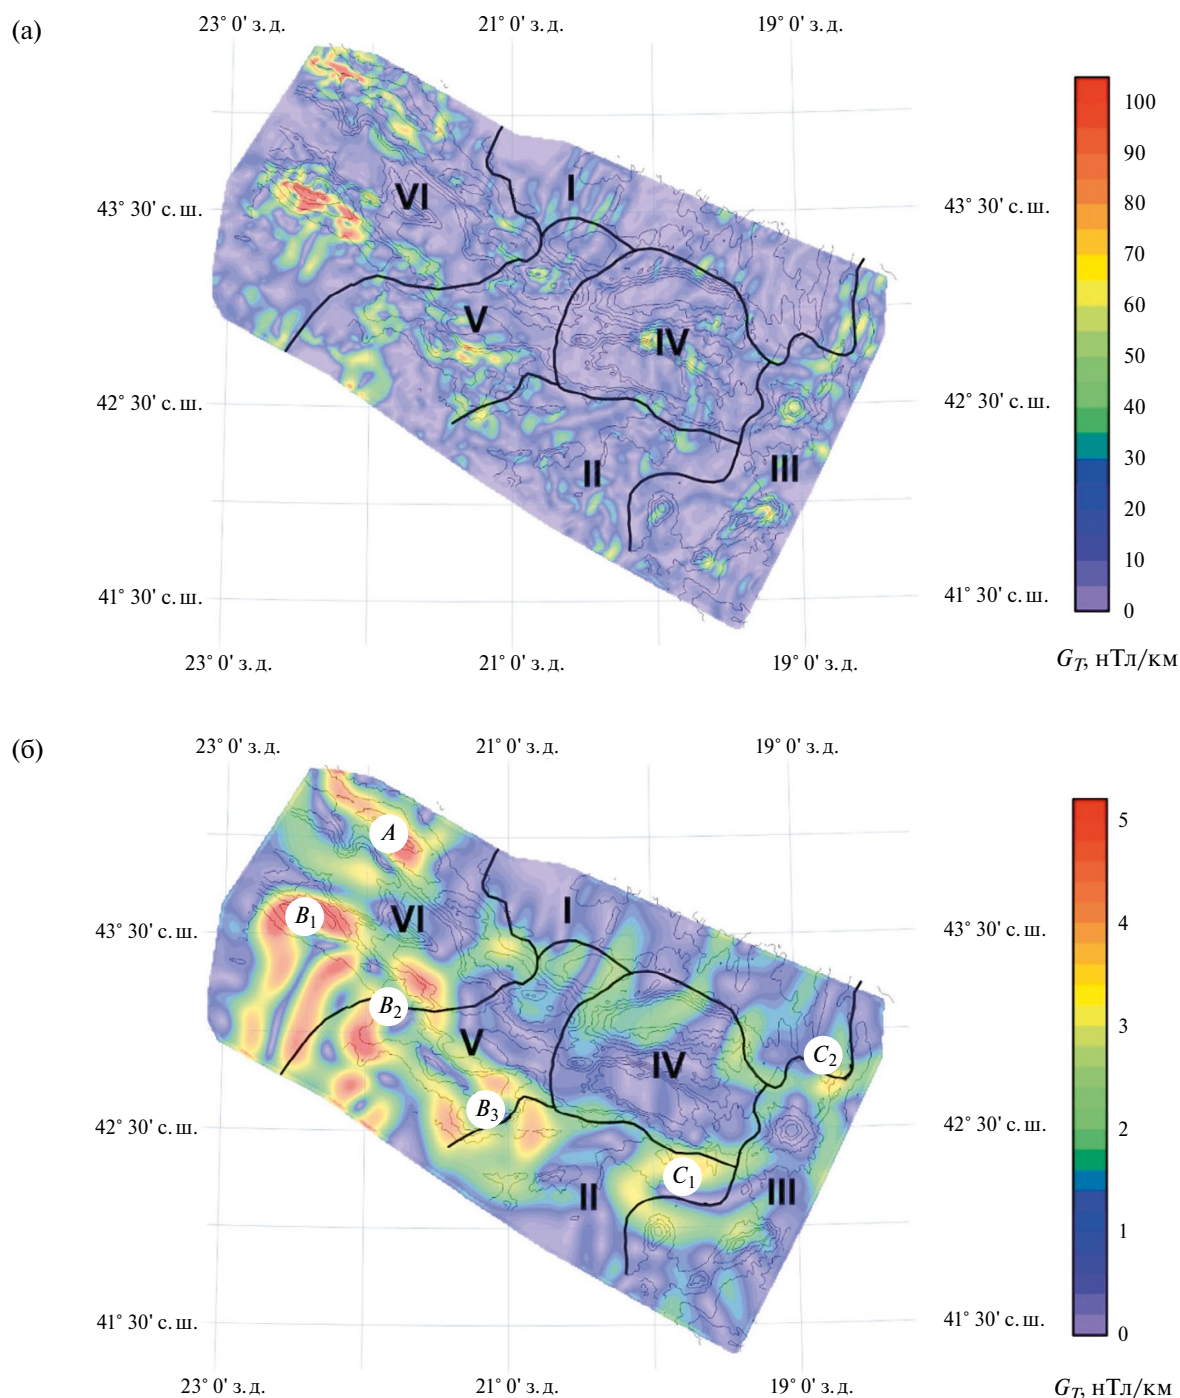 (а)
23° 0' з.д. 21° 0' з.д. 19° 0' з.д.
100
90
I
VI
43° 30' с.ш. 43° 30' с.ш. 80
70
60
V IV
50
42° 30' с.ш. 42° 30' с.ш. 40
II III
30
20
10
41° 30' с.ш. 41° 30' с.ш. 0
23° 0' з.д. 21° 0' з.д. 19° 0' з.д. G_T, нТл/км
(б)
23° 0' з.д. 21° 0' з.д. 19° 0' з.д.
5
A
B₁ VI I
43° 30' с.ш. 43° 30' с.ш. 4
B₂
V IV C₂
3
B₃
42° 30' с.ш. 42° 30' с.ш. 2
C₁
II III
1
41° 30' с.ш. 41° 30' с.ш. 0
23° 0' з.д. 21° 0' з.д. 19° 0' з.д. G_T, нТл/км